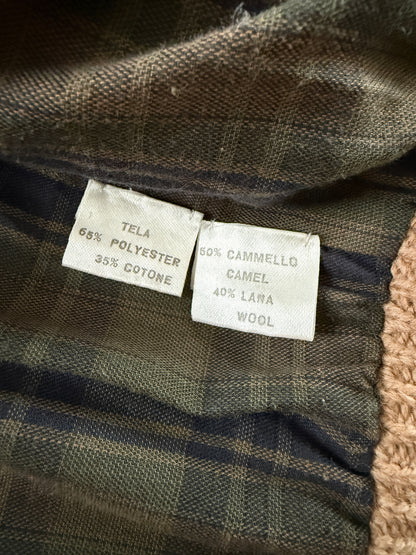 TELA
65% POLYESTER
35% COTONE
60% CAMMELLO
CAMEL
40% LANA
WOOL